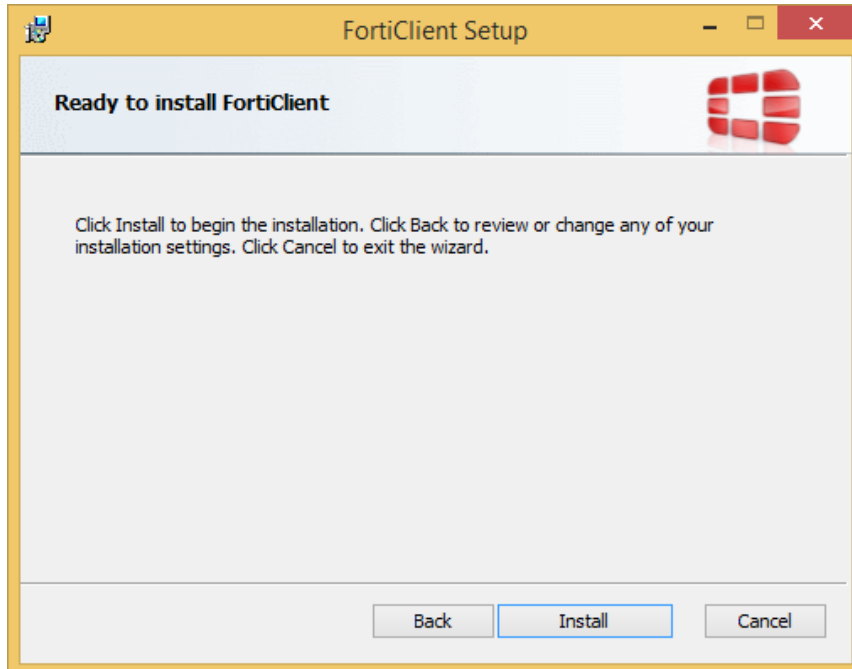 FortiClient Setup
Ready to install FortiClient
Click Install to begin the installation. Click Back to review or change any of your
installation settings. Click Cancel to exit the wizard.
Back
Install
Cancel